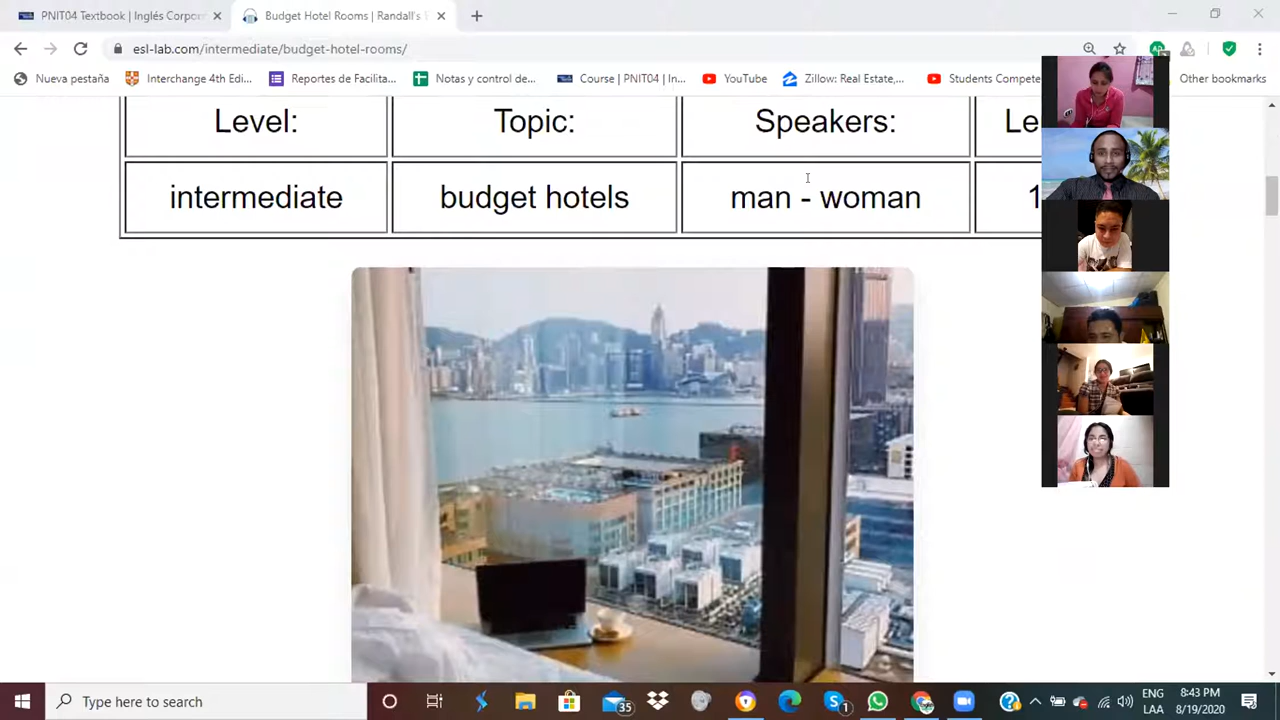 PNIT04 Textbook | Inglés Corpor
Budget Hotel Rooms | Randall's
esl-lab.com/intermediate/budget-hotel-rooms/
Nueva pestaña
Interchange 4th Edi...
Reportes de Facilita...
Notas y control de...
Course | PNIT04 | In...
YouTube
Zillow: Real Estate,...
Students Compete
Other bookmarks
Level:
Topic:
Speakers:
Le
intermediate
budget hotels
man - woman
1
Type here to search
35
1
ENG
LAA
8:43 PM
8/19/2020